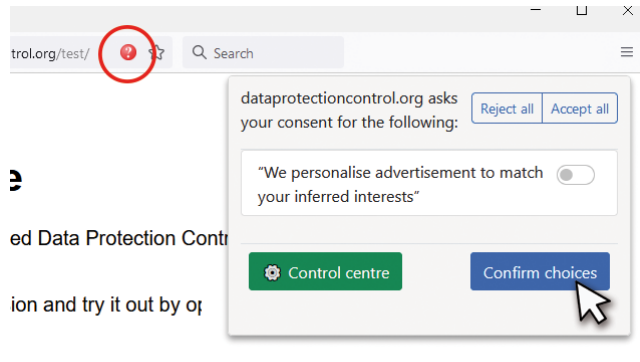 trol.org/test/ ? Search
dataprotectioncontrol.org asks
your consent for the following:
Reject all Accept all
e
“We personalise advertisement to match
your inferred interests”
ed Data Protection Contr
Control centre Confirm choices
ion and try it out by op